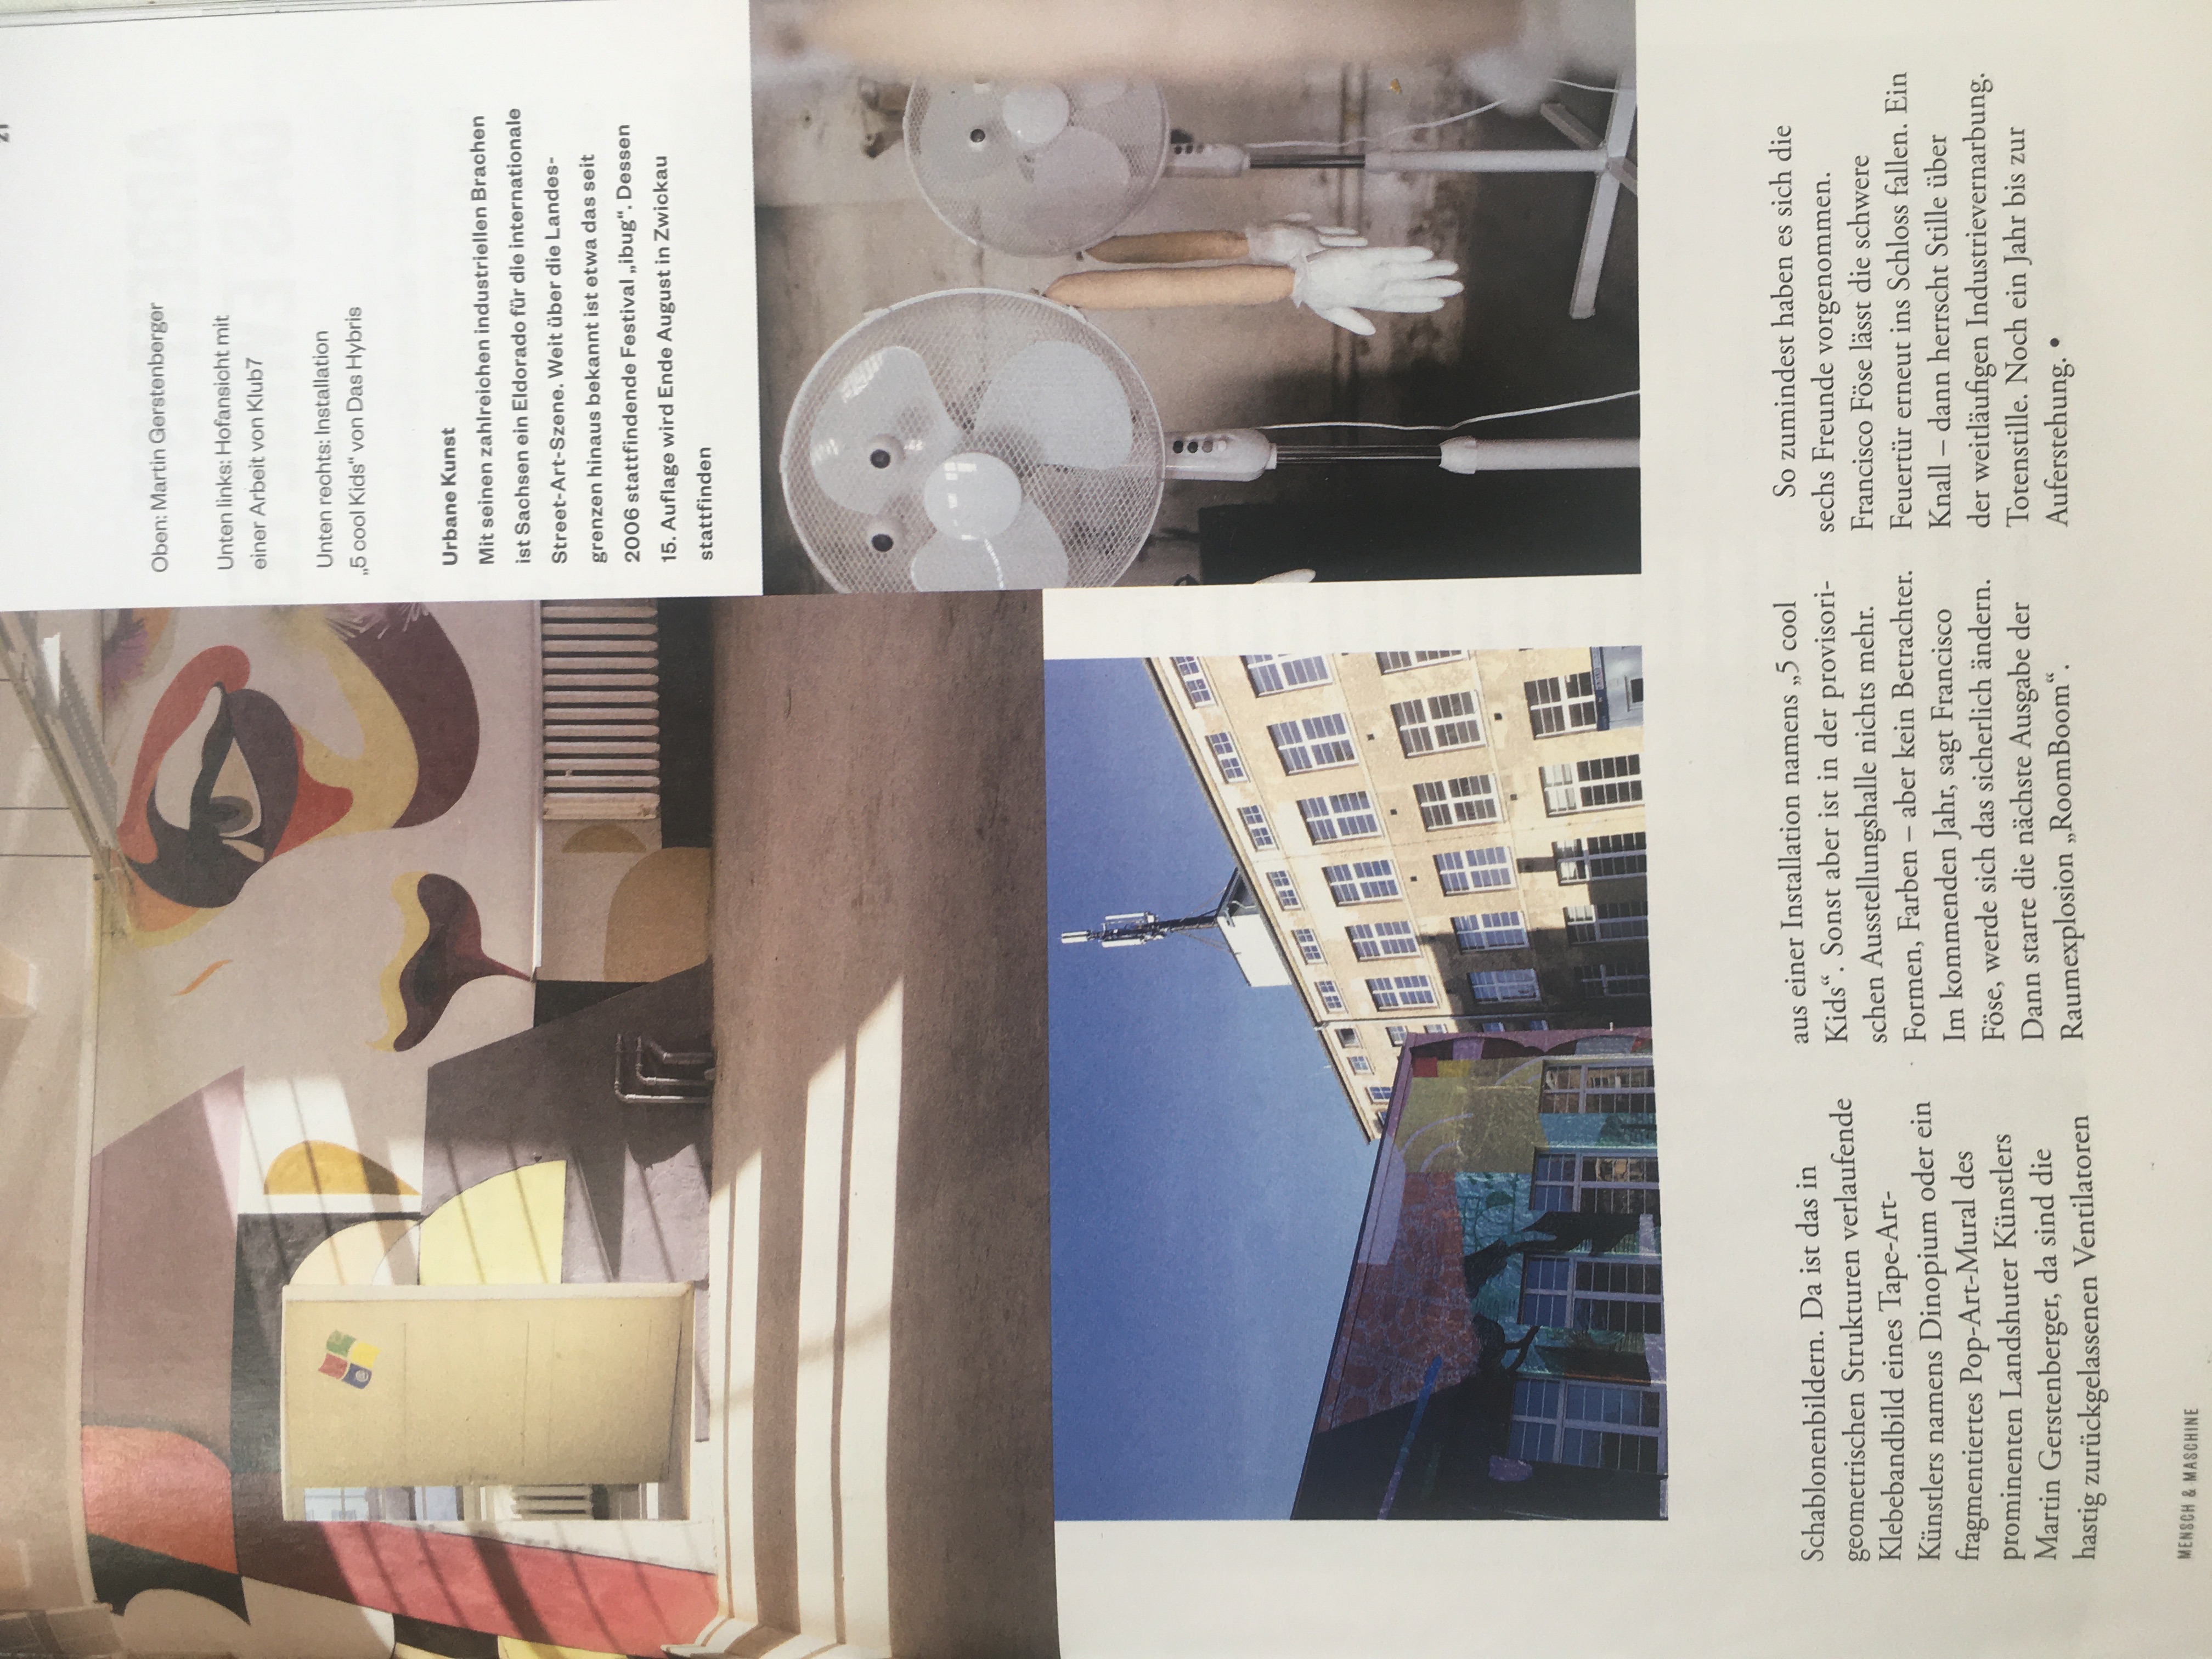 21
Oben: Martin Gerstenberger
Unten links: Hofansicht mit
einer Arbeit von Klub7
Unten rechts: Installation
„5 cool Kids“ von Das Hybris
Urbane Kunst
Mit seinen zahlreichen industriellen Brachen
ist Sachsen ein Eldorado für die internationale
Street-Art-Szene. Weit über die Landes-
grenzen hinaus bekannt ist etwa das seit
2006 stattfindende Festival „ibug“. Dessen
15. Auflage wird Ende August in Zwickau
stattfinden
Schablonenbildern. Da ist das in
geometrischen Strukturen verlaufende
Klebebandbild eines Tape-Art-
Künstlers namens Dinopium oder ein
fragmentiertes Pop-Art-Mural des
prominenten Landshuter Künstlers
Martin Gerstenberger, da sind die
hastig zurückgelassenen Ventilatoren
aus einer Installation namens „5 cool
Kids“. Sonst aber ist in der provisori-
schen Ausstellungshalle nichts mehr.
Formen, Farben – aber kein Betrachter.
Im kommenden Jahr, sagt Francisco
Föse, werde sich das sicherlich ändern.
Dann starte die nächste Ausgabe der
Raumexplosion „RoomBoom“.
So zumindest haben es sich die
sechs Freunde vorgenommen.
Francisco Föse lässt die schwere
Feuertür erneut ins Schloss fallen. Ein
Knall – dann herrscht Stille über
der weitläufigen Industrievernarbung.
Totenstille. Noch ein Jahr bis zur
Auferstehung. •
MENSCH & MASCHINE